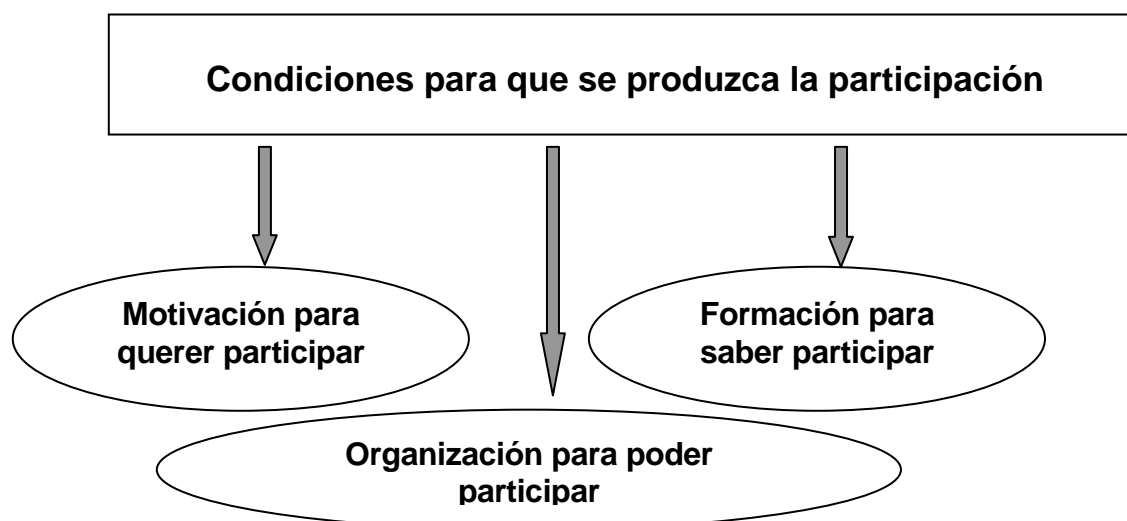 Condiciones para que se produzca la participación
Motivación para
querer participar
Formación para
saber participar
Organización para poder
participar